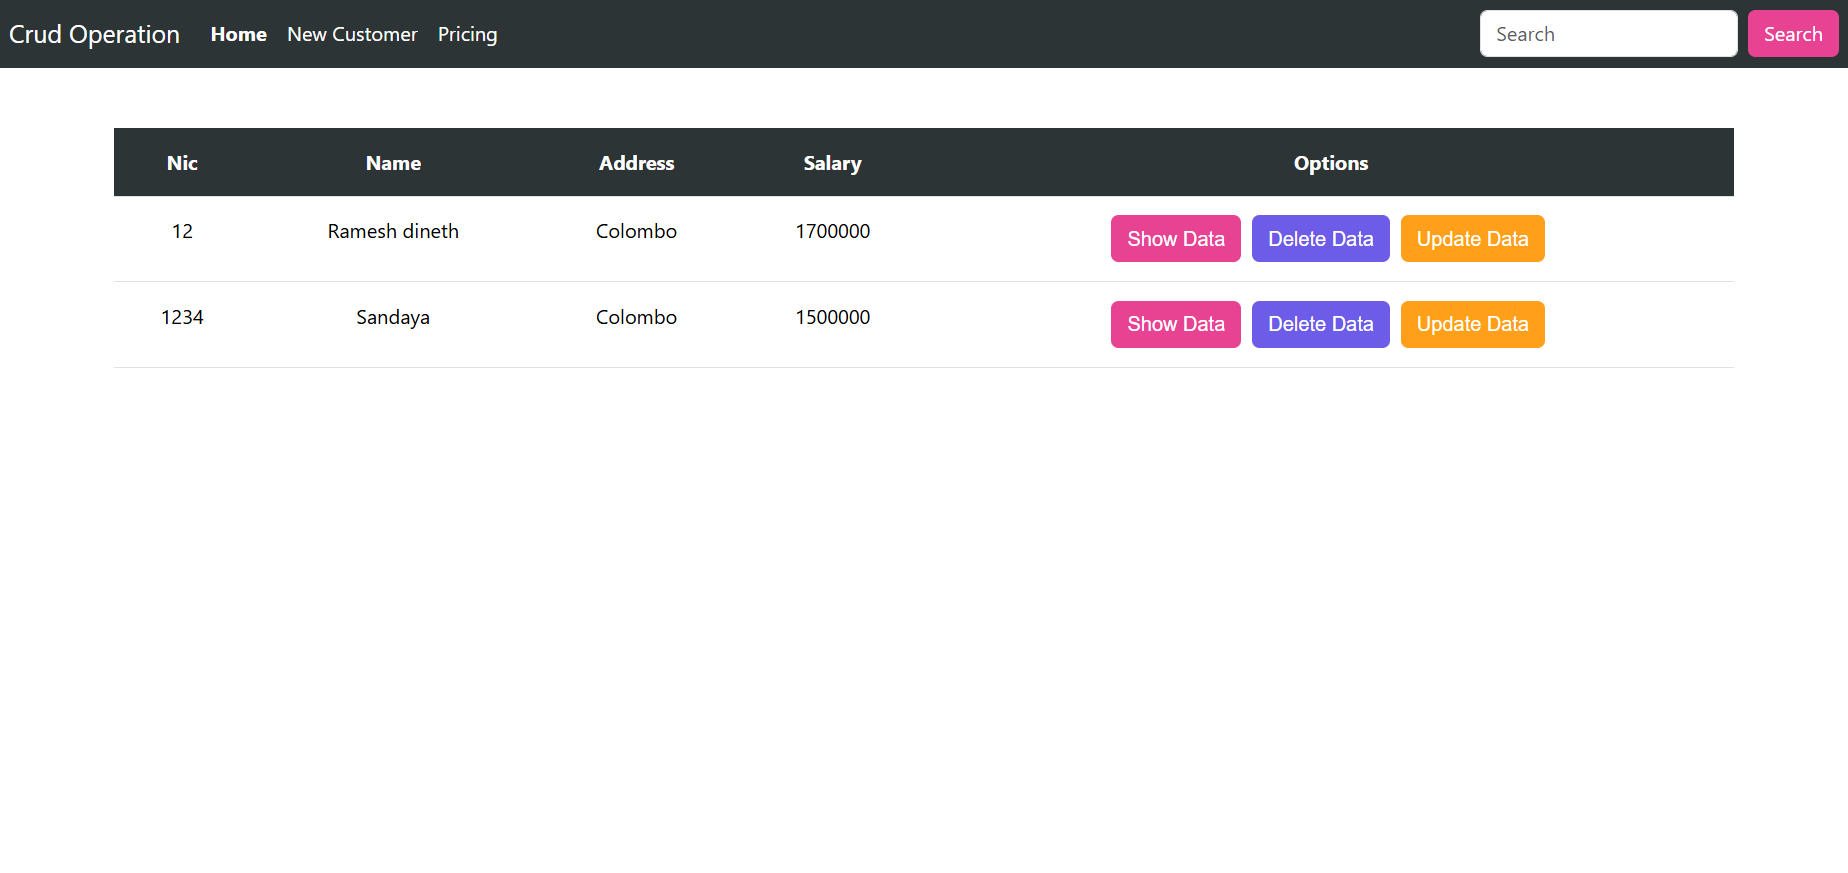 Crud Operation Home New Customer Pricing Search Search
Nic Name Address Salary Options
12 Ramesh dineth Colombo 1700000 Show Data Delete Data Update Data
1234 Sandaya Colombo 1500000 Show Data Delete Data Update Data